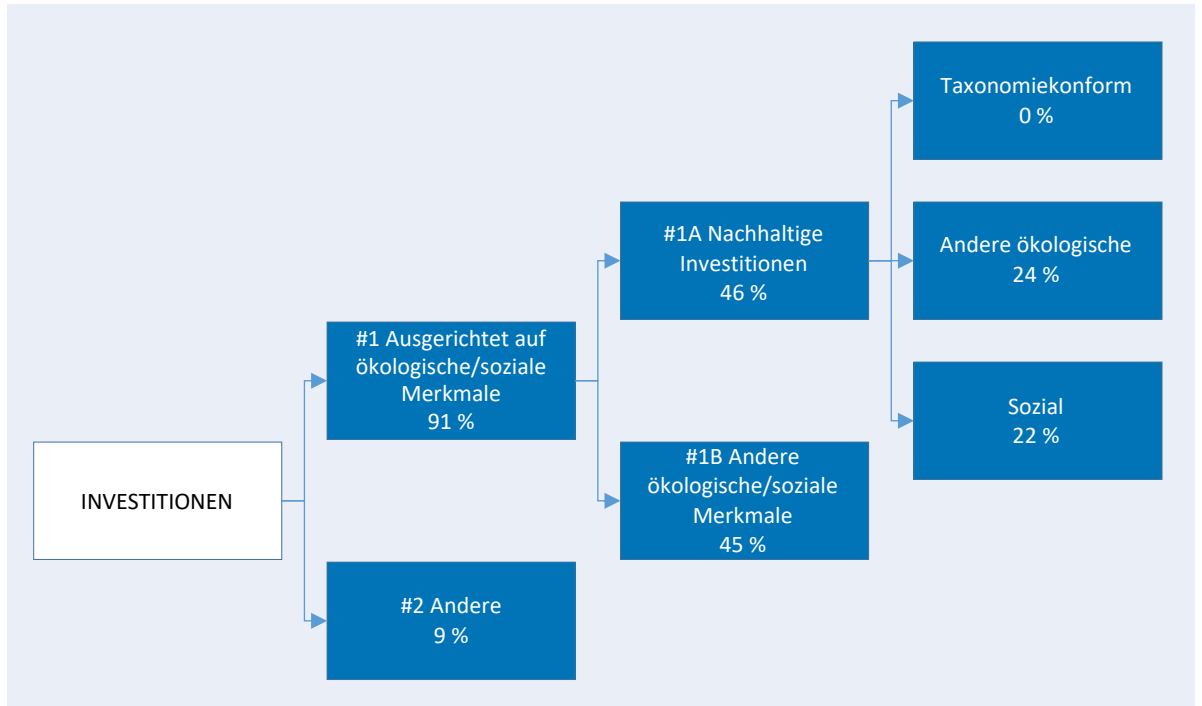 INVESTITIONEN
#1 Ausgerichtet auf
ökologische/soziale
Merkmale
91 %
#2 Andere
9 %
#1A Nachhaltige
Investitionen
46 %
#1B Andere
ökologische/soziale
Merkmale
45 %
Taxonomiekonform
0 %
Andere ökologische
24 %
Sozial
22 %